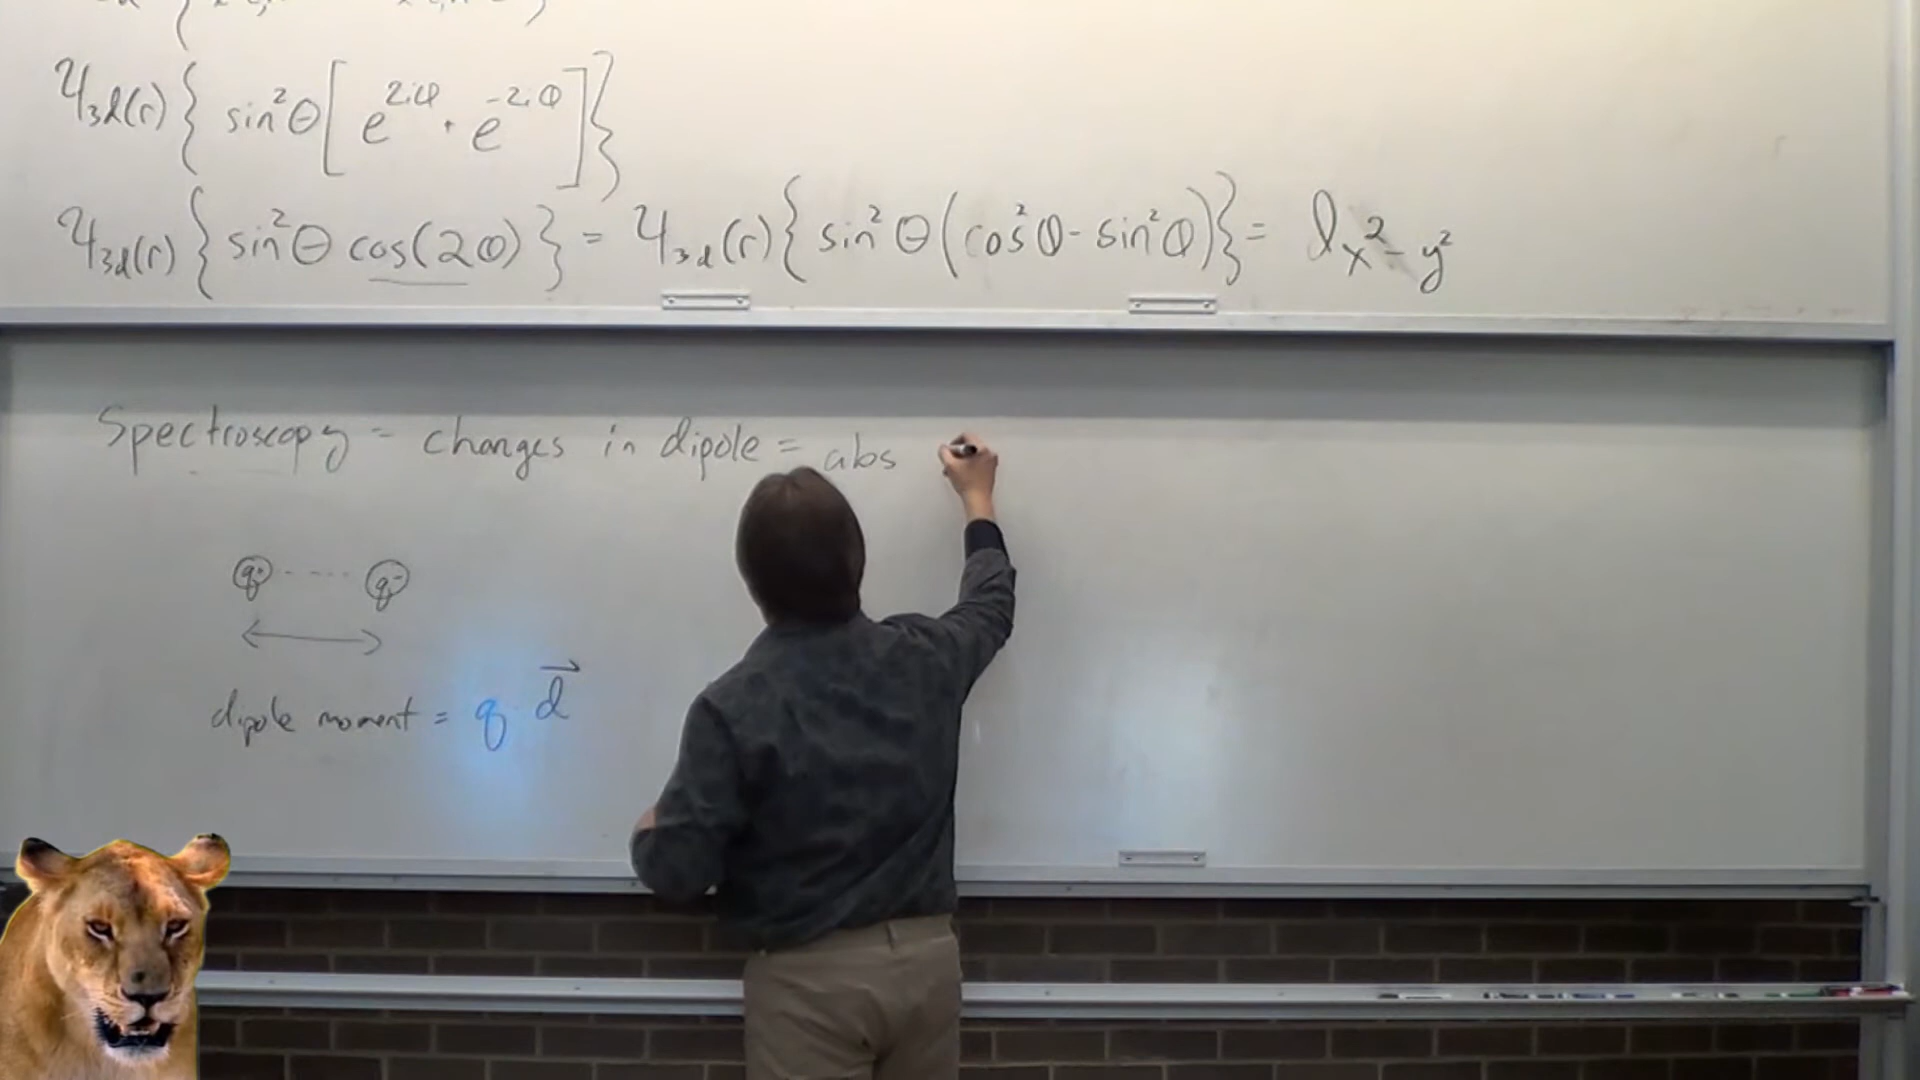 Ψ3d(r) { sin²θ [ e^{2iφ} + e^{-2iφ} ] }
Ψ3d(r) { sin²θ cos(2φ) } = Ψ3d(r) { sin²θ (cos²φ - sin²φ) } = d x²-y²
Spectroscopy - changes in dipole = abs
q+ ---- q-
dipole moment = q · d⃗